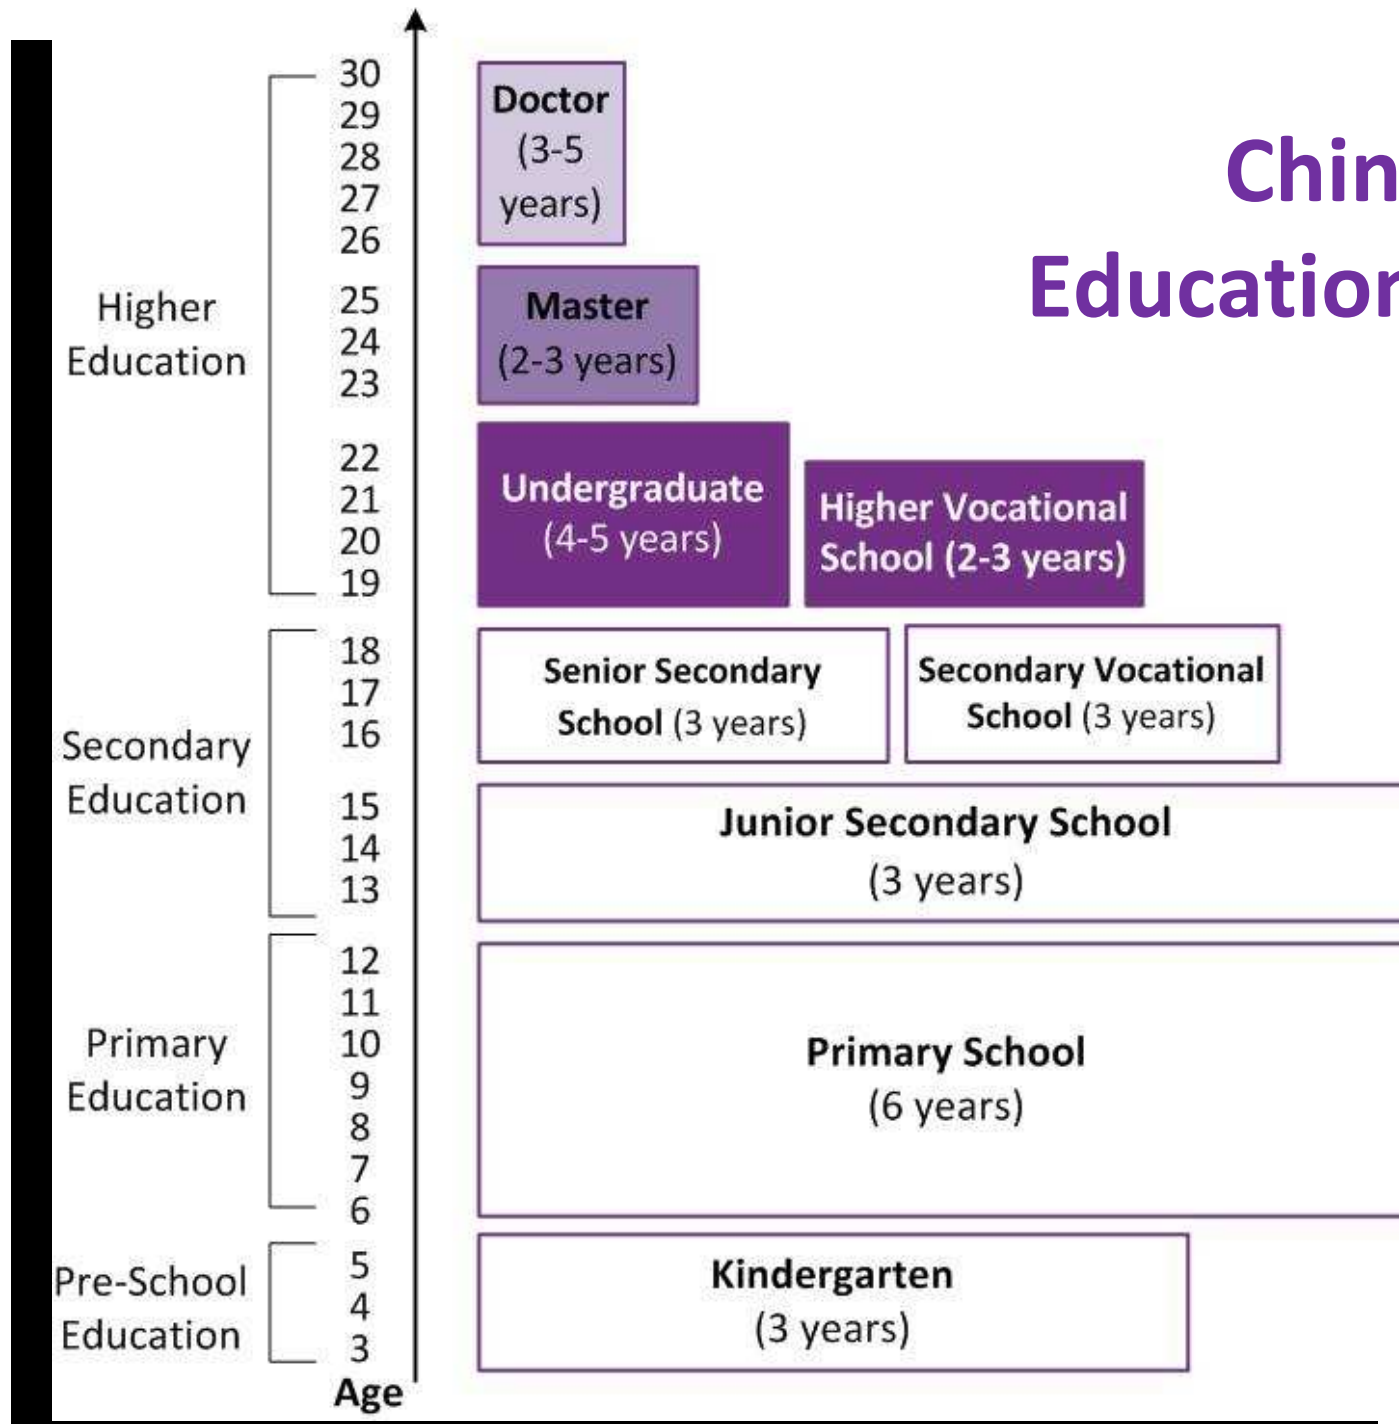 Chin
Education
30
29
28
27
26
25
24
23
22
21
20
19
18
17
16
15
14
13
12
11
10
9
8
7
6
5
4
3
Age
Higher
Education
Secondary
Education
Primary
Education
Pre-School
Education
Doctor
(3-5
years)
Master
(2-3 years)
Undergraduate
(4-5 years)
Higher Vocational
School (2-3 years)
Senior Secondary
School (3 years)
Secondary Vocational
School (3 years)
Junior Secondary School
(3 years)
Primary School
(6 years)
Kindergarten
(3 years)